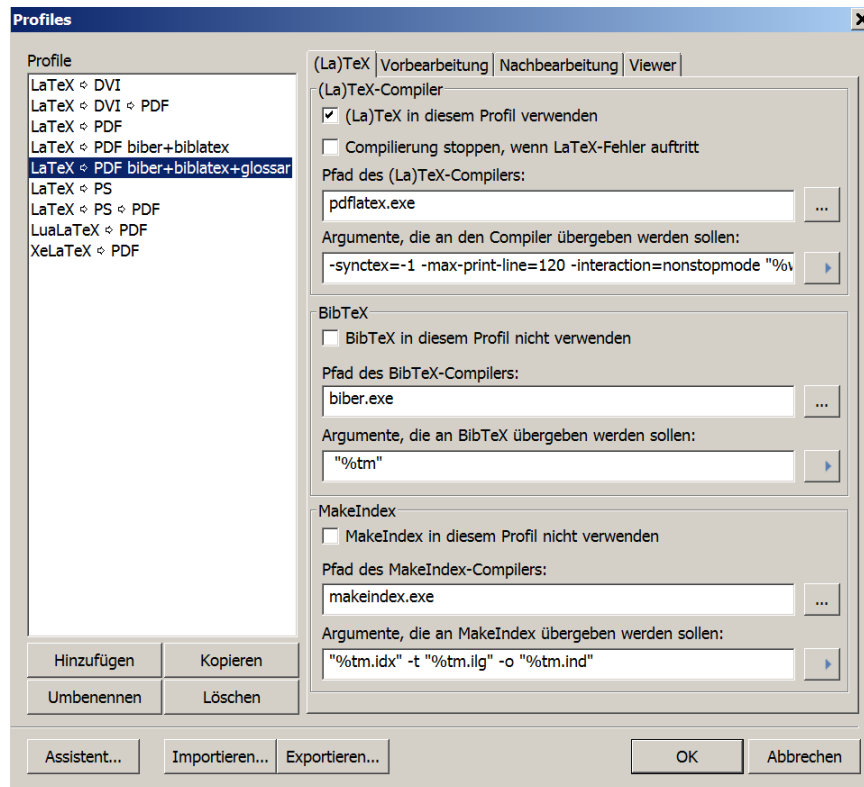 Profiles
Profile
LaTeX ⇨ DVI
LaTeX ⇨ DVI ⇨ PDF
LaTeX ⇨ PDF
LaTeX ⇨ PDF biber+biblatex
LaTeX ⇨ PDF biber+biblatex+glossar
LaTeX ⇨ PS
LaTeX ⇨ PS ⇨ PDF
LuaLaTeX ⇨ PDF
XeLaTeX ⇨ PDF
Hinzufügen Kopieren
Umbenennen Löschen
(La)TeX Vorbearbeitung Nachbearbeitung Viewer
(La)TeX-Compiler
(La)TeX in diesem Profil verwenden
Compilierung stoppen, wenn LaTeX-Fehler auftritt
Pfad des (La)TeX-Compilers:
pdflatex.exe
...
Argumente, die an den Compiler übergeben werden sollen:
-synctex=-1 -max-print-line=120 -interaction=nonstopmode "%w
BibTeX
BibTeX in diesem Profil nicht verwenden
Pfad des BibTeX-Compilers:
biber.exe
...
Argumente, die an BibTeX übergeben werden sollen:
"%tm"
MakeIndex
MakeIndex in diesem Profil nicht verwenden
Pfad des MakeIndex-Compilers:
makeindex.exe
...
Argumente, die an MakeIndex übergeben werden sollen:
"%tm.idx" -t "%tm.ilg" -o "%tm.ind"
Assistent... Importieren... Exportieren... OK Abbrechen